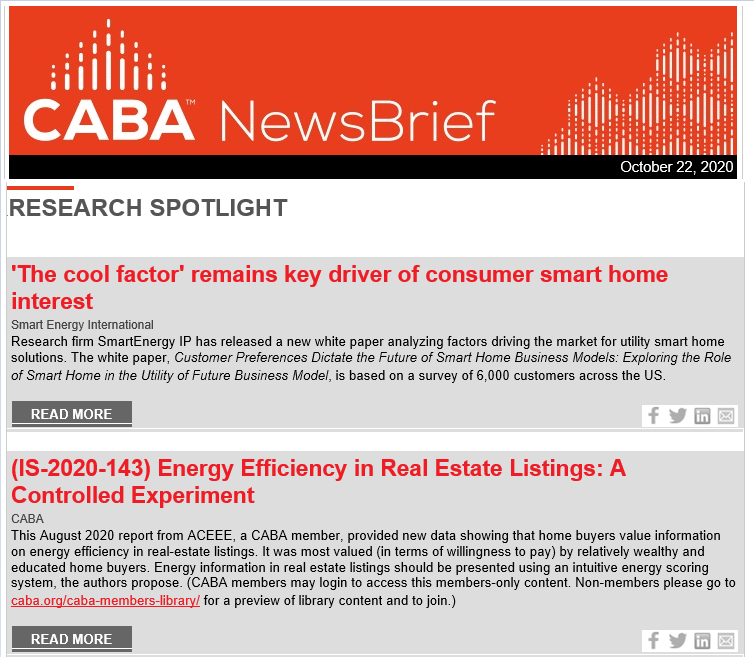 CABA™ NewsBrief
October 22, 2020
RESEARCH SPOTLIGHT
'The cool factor' remains key driver of consumer smart home
interest
Smart Energy International
Research firm SmartEnergy IP has released a new white paper analyzing factors driving the market for utility smart home
solutions. The white paper, Customer Preferences Dictate the Future of Smart Home Business Models: Exploring the Role
of Smart Home in the Utility of Future Business Model, is based on a survey of 6,000 customers across the US.
READ MORE
(IS-2020-143) Energy Efficiency in Real Estate Listings: A
Controlled Experiment
CABA
This August 2020 report from ACEEE, a CABA member, provided new data showing that home buyers value information
on energy efficiency in real-estate listings. It was most valued (in terms of willingness to pay) by relatively wealthy and
educated home buyers. Energy information in real estate listings should be presented using an intuitive energy scoring
system, the authors propose. (CABA members may login to access this members-only content. Non-members please go to
caba.org/caba-members-library/ for a preview of library content and to join.)
READ MORE